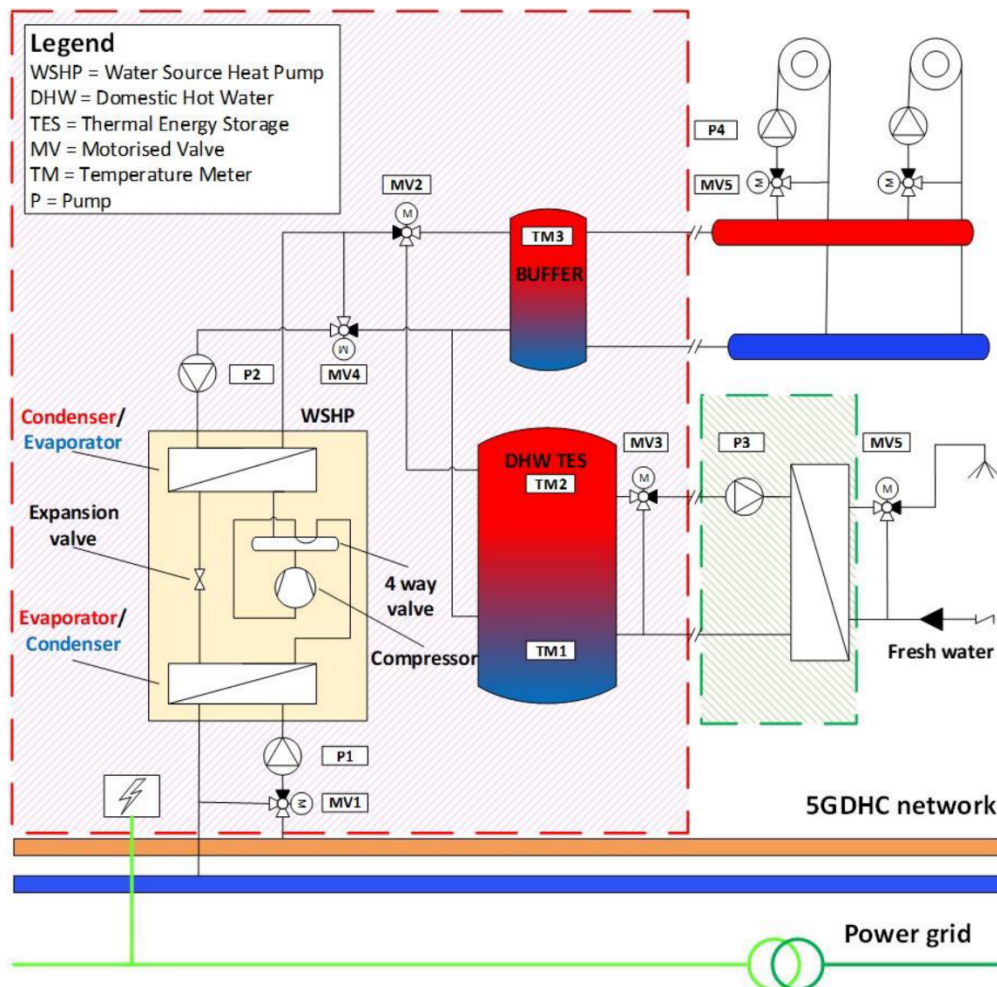 Legend
WSHP = Water Source Heat Pump
DHW = Domestic Hot Water
TES = Thermal Energy Storage
MV = Motorised Valve
TM = Temperature Meter
P = Pump
P4
MV5
M
M
MV2
M
TM3
BUFFER
M
MV4
P2
WSHP
Condenser/
Evaporator
Expansion
valve
4 way
valve
Evaporator/
Condenser
Compressor
DHW TES
TM2
TM1
MV3
M
P3
MV5
M
Fresh water
P1
MV1
M
5GDHC network
Power grid